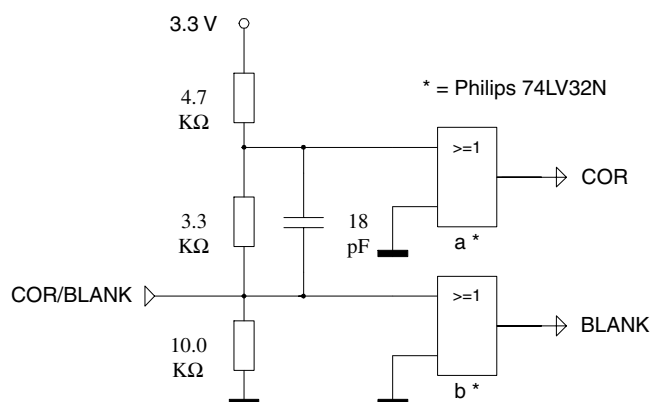 3.3 V
4.7
KΩ
* = Philips 74LV32N
>=1
COR
a *
3.3
KΩ
18
pF
COR/BLANK
>=1
BLANK
b *
10.0
KΩ